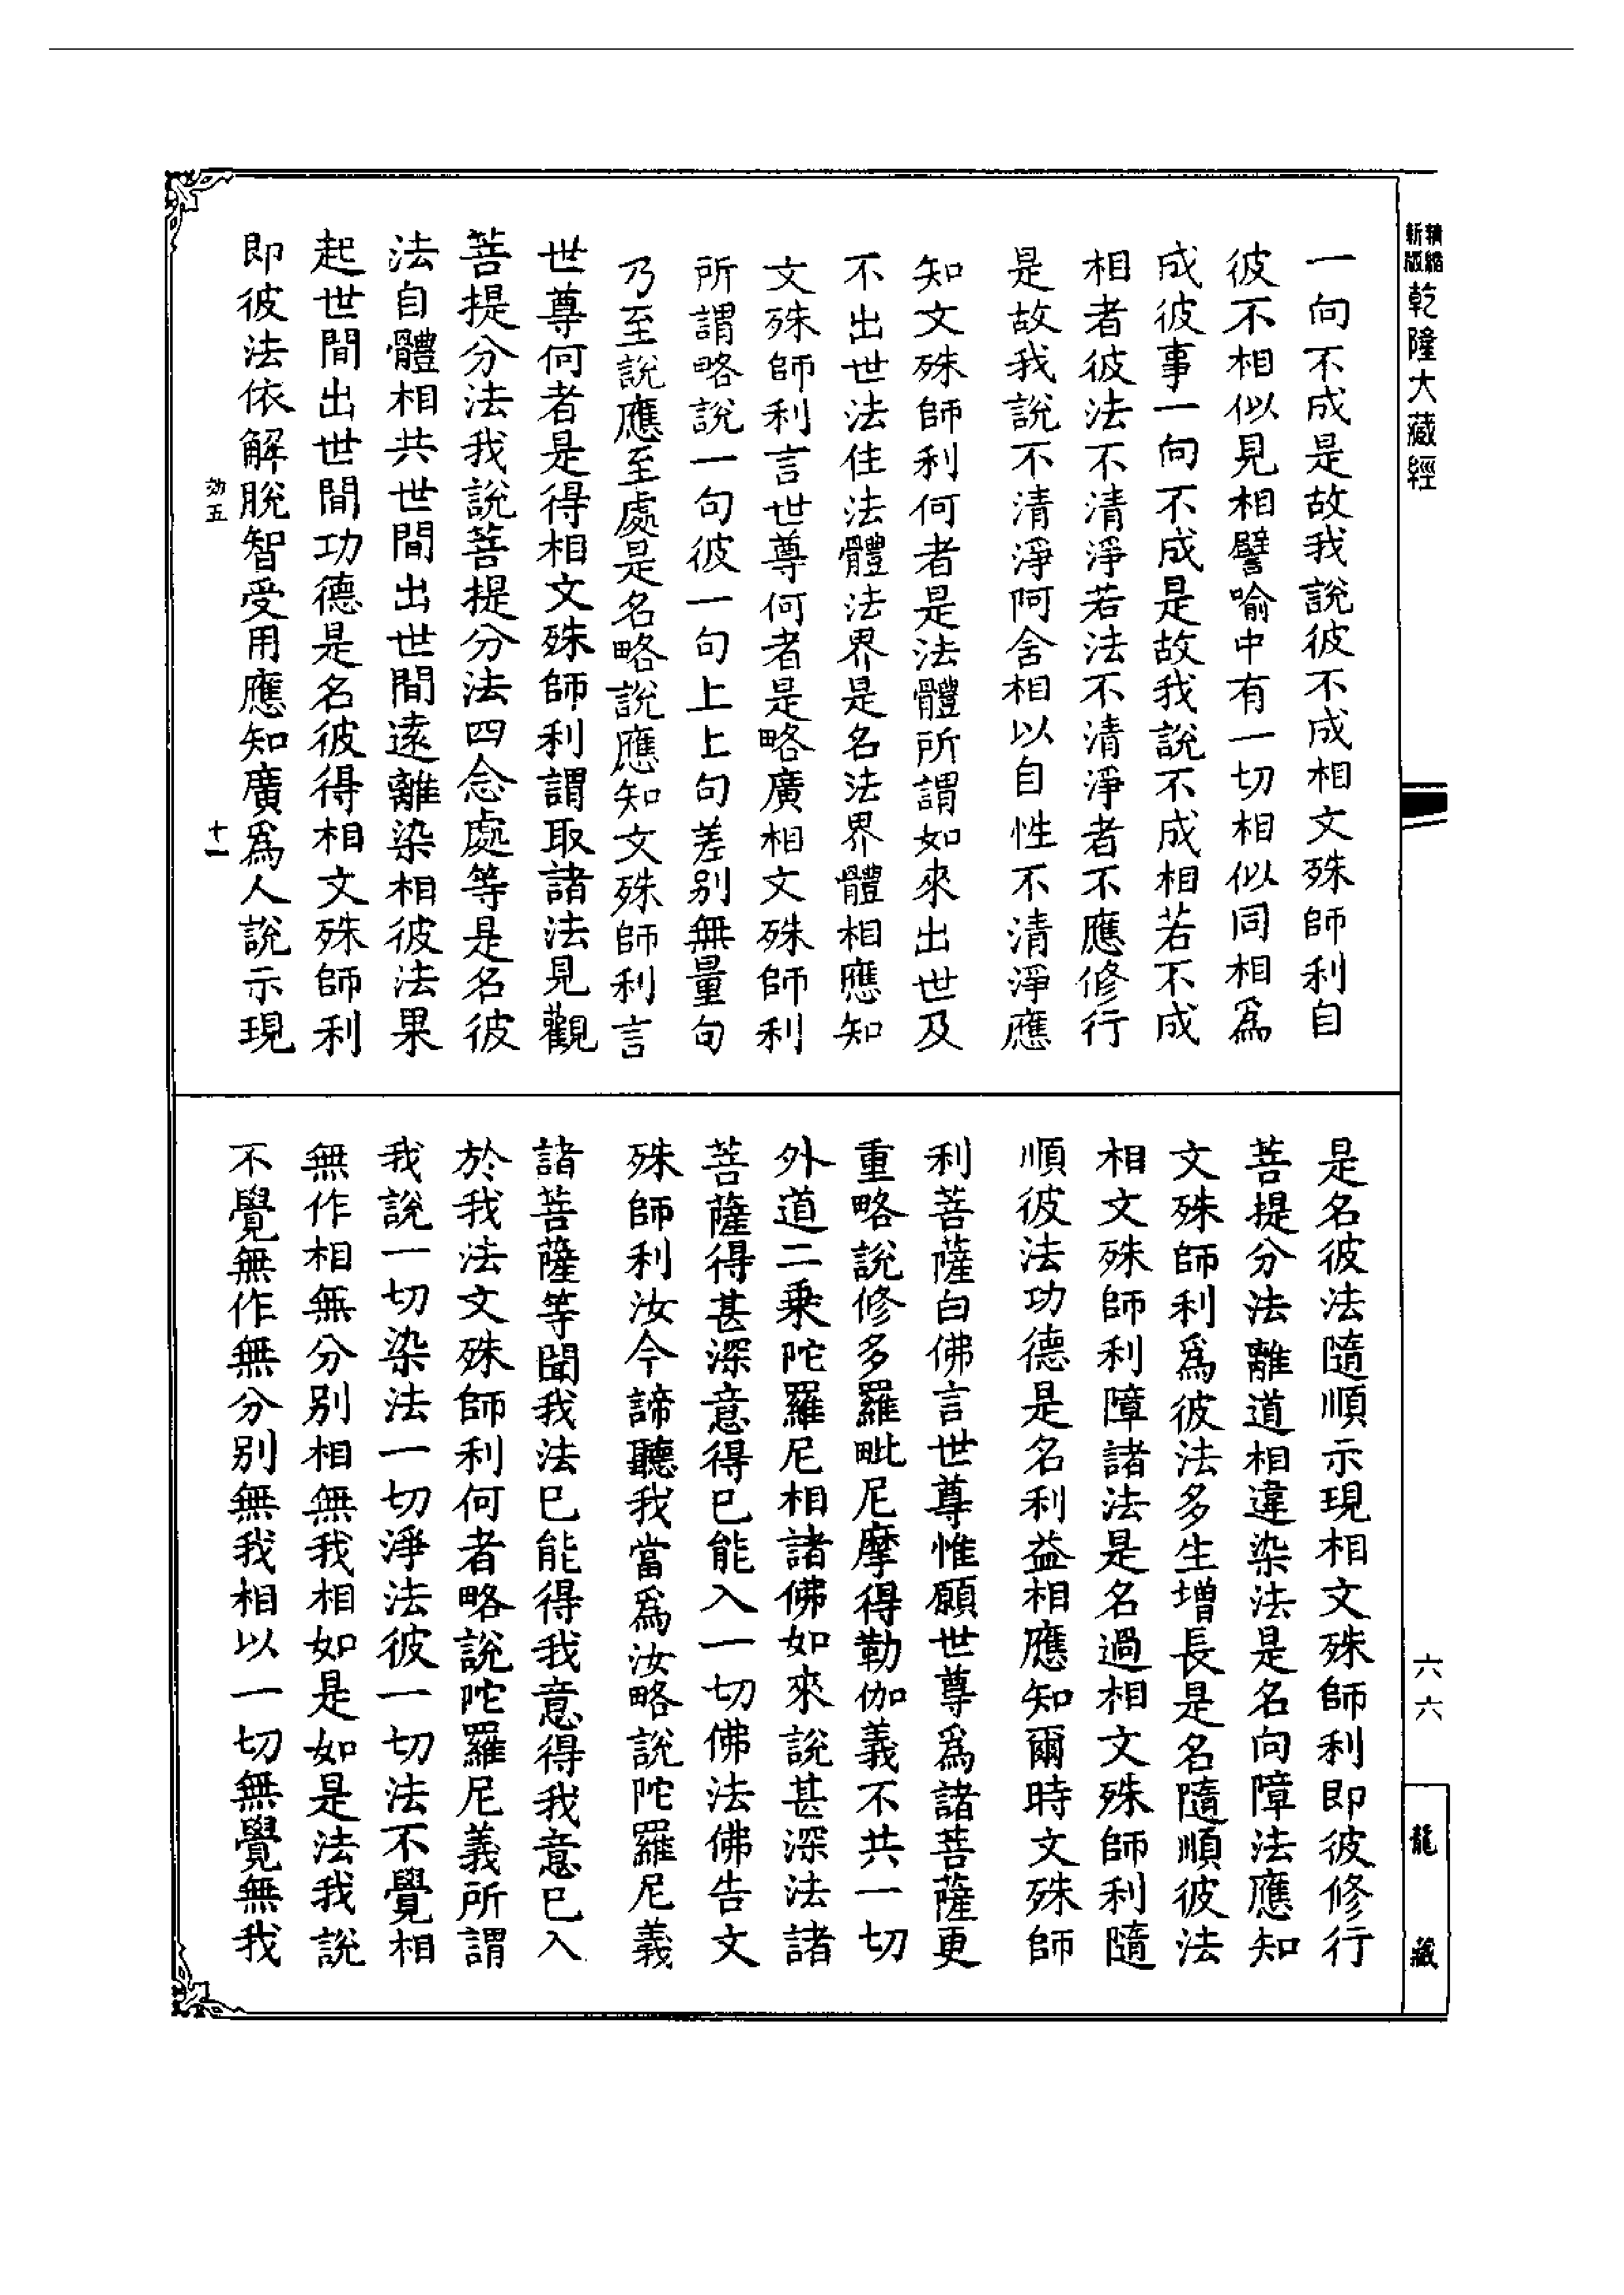 精縮
新版
乾隆大藏經
一向不成是故我說彼不成相文殊師利自
彼不相似見相譬喻中有一切相似同相爲
成彼事一向不成是故我說不成相若不成
相者彼法不清淨若法不清淨者不應修行
是故我說不清淨阿舍相以自性不清淨應
知文殊師利何者是法體所謂如來出世及
不出世法住法體法界是名法界體相應知
文殊師利言世尊何者是略廣相文殊師利
所謂略說一句彼一句上上句差別無量句
乃至說應至處是名略說應知文殊師利言
世尊何者是得相文殊師利謂取諸法見觀
菩提分法我說菩提分法四念處等是名彼
法自體相共世間出世間遠離染相彼法果
起世間出世間功德是名彼得相文殊師利
即彼法依解脫智受用應知廣爲人說示現
効五
十一
是名彼法隨順示現相文殊師利即彼修行
菩提分法離道相違染法是名向障法應知
文殊師利爲彼法多生增長是名隨順彼法
相文殊師利障諸法是名過相文殊師利隨
順彼法功德是名利益相應知爾時文殊師
利菩薩白佛言世尊惟願世尊爲諸菩薩更
重略說修多羅毗尼摩得勒伽義不共一切
外道二乘陀羅尼相諸佛如來說甚深法諸
菩薩得甚深意得已能入一切佛法佛告文
殊師利汝今諦聽我當爲汝略說陀羅尼義
諸菩薩等聞我法已能得我意得我意已入
於我法文殊師利何者略說陀羅尼義所謂
我說一切染法一切淨法彼一切法不覺相
無作相無分別相無我相如是如是法我說
不覺無作無分別無我相以一切無覺無我
六六
龍藏